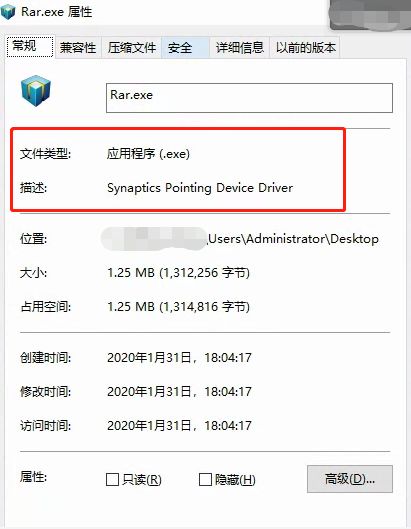 Rar.exe 属性
常规 兼容性 压缩文件 安全 详细信息 以前的版本
Rar.exe
文件类型: 应用程序 (.exe)
描述: Synaptics Pointing Device Driver
位置: \Users\Administrator\Desktop
大小: 1.25 MB (1,312,256 字节)
占用空间: 1.25 MB (1,314,816 字节)
创建时间: 2020年1月31日，18:04:17
修改时间: 2020年1月31日，18:04:17
访问时间: 2020年1月31日，18:04:17
属性: 只读(R) 隐藏(H) 高级(D)...